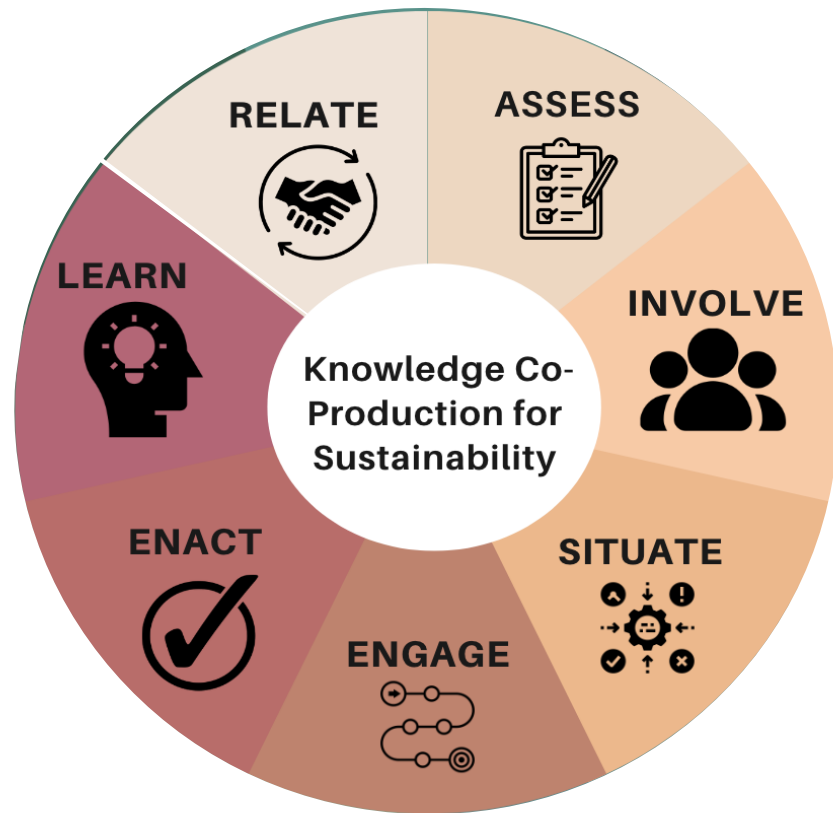 RELATE
ASSESS
INVOLVE
SITUATE
ENGAGE
ENACT
LEARN
Knowledge Co-
Production for
Sustainability